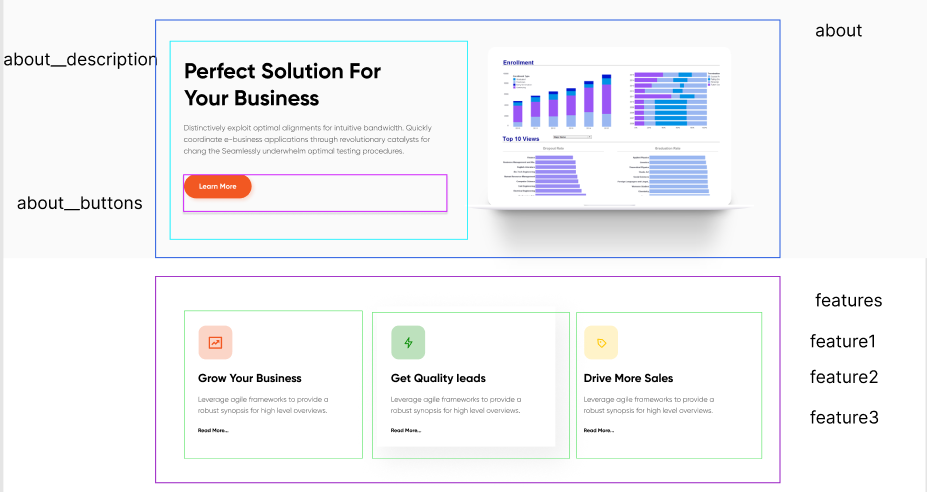 about
about__description
Perfect Solution For
Your Business
Distinctively exploit optimal alignments for intuitive bandwidth. Quickly
coordinate e-business applications through revolutionary catalysts for
chang the Seamlessly underwhelm optimal testing procedures.
Learn More
about__buttons
Enrollment
Top 10 Views
features
feature1
feature2
feature3
Grow Your Business
Leverage agile frameworks to provide a
robust synopsis for high level overviews.
Read More...
Get Quality leads
Leverage agile frameworks to provide a
robust synopsis for high level overviews.
Read More...
Drive More Sales
Leverage agile frameworks to provide a
robust synopsis for high level overviews.
Read More...